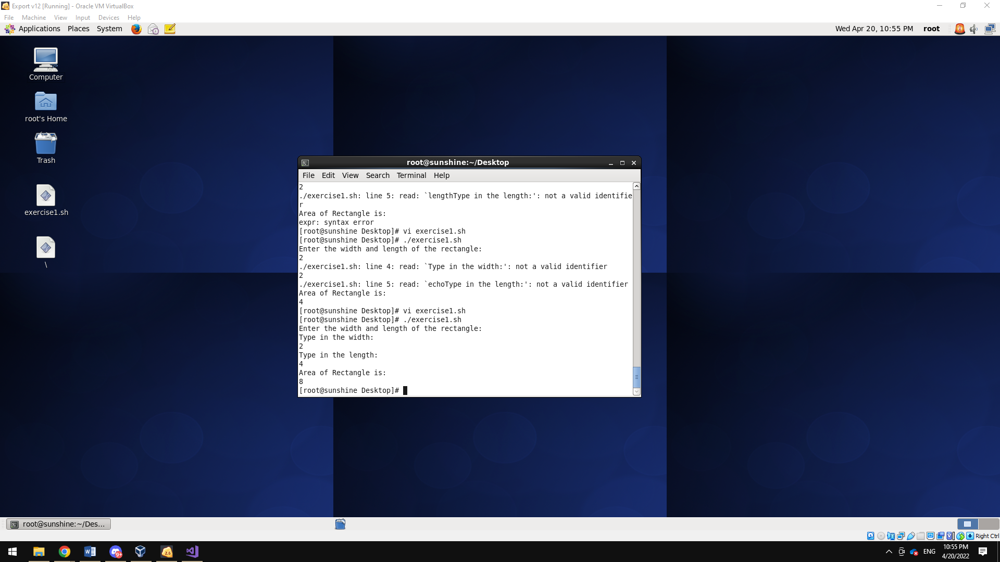 Export v12 [Running] - Oracle VM VirtualBox
File Machine View Input Devices Help
Applications Places System
Wed Apr 20, 10:55 PM root
Computer
root's Home
Trash
exercise1.sh
\
root@sunshine:~/Desktop
File Edit View Search Terminal Help
2
./exercise1.sh: line 5: read: `lengthType in the length:': not a valid identifie
r
Area of Rectangle is:
expr: syntax error
[root@sunshine Desktop]# vi exercise1.sh
[root@sunshine Desktop]# ./exercise1.sh
Enter the width and length of the rectangle:
2
./exercise1.sh: line 4: read: `Type in the width:': not a valid identifier
2
./exercise1.sh: line 5: read: `echoType in the length:': not a valid identifier
Area of Rectangle is:
4
[root@sunshine Desktop]# vi exercise1.sh
[root@sunshine Desktop]# ./exercise1.sh
Enter the width and length of the rectangle:
Type in the width:
2
Type in the length:
4
Area of Rectangle is:
8
[root@sunshine Desktop]#
root@sunshine:~/Des...
Right Ctrl
9+
2.6
ENG
10:55 PM
4/20/2022